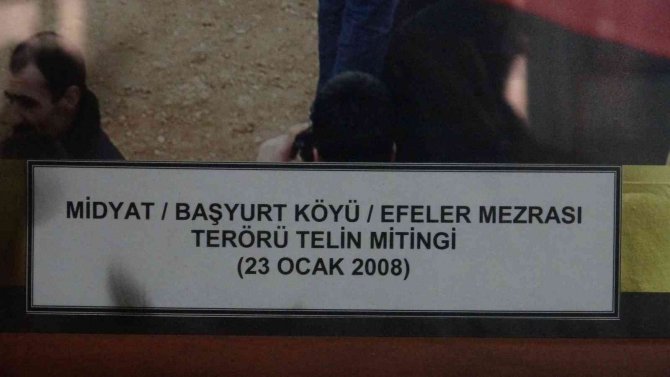 MİDYAT / BAŞYURT KÖYÜ / EFELER MEZRASI
TERÖRÜ TELİN MİTİNGİ
(23 OCAK 2008)